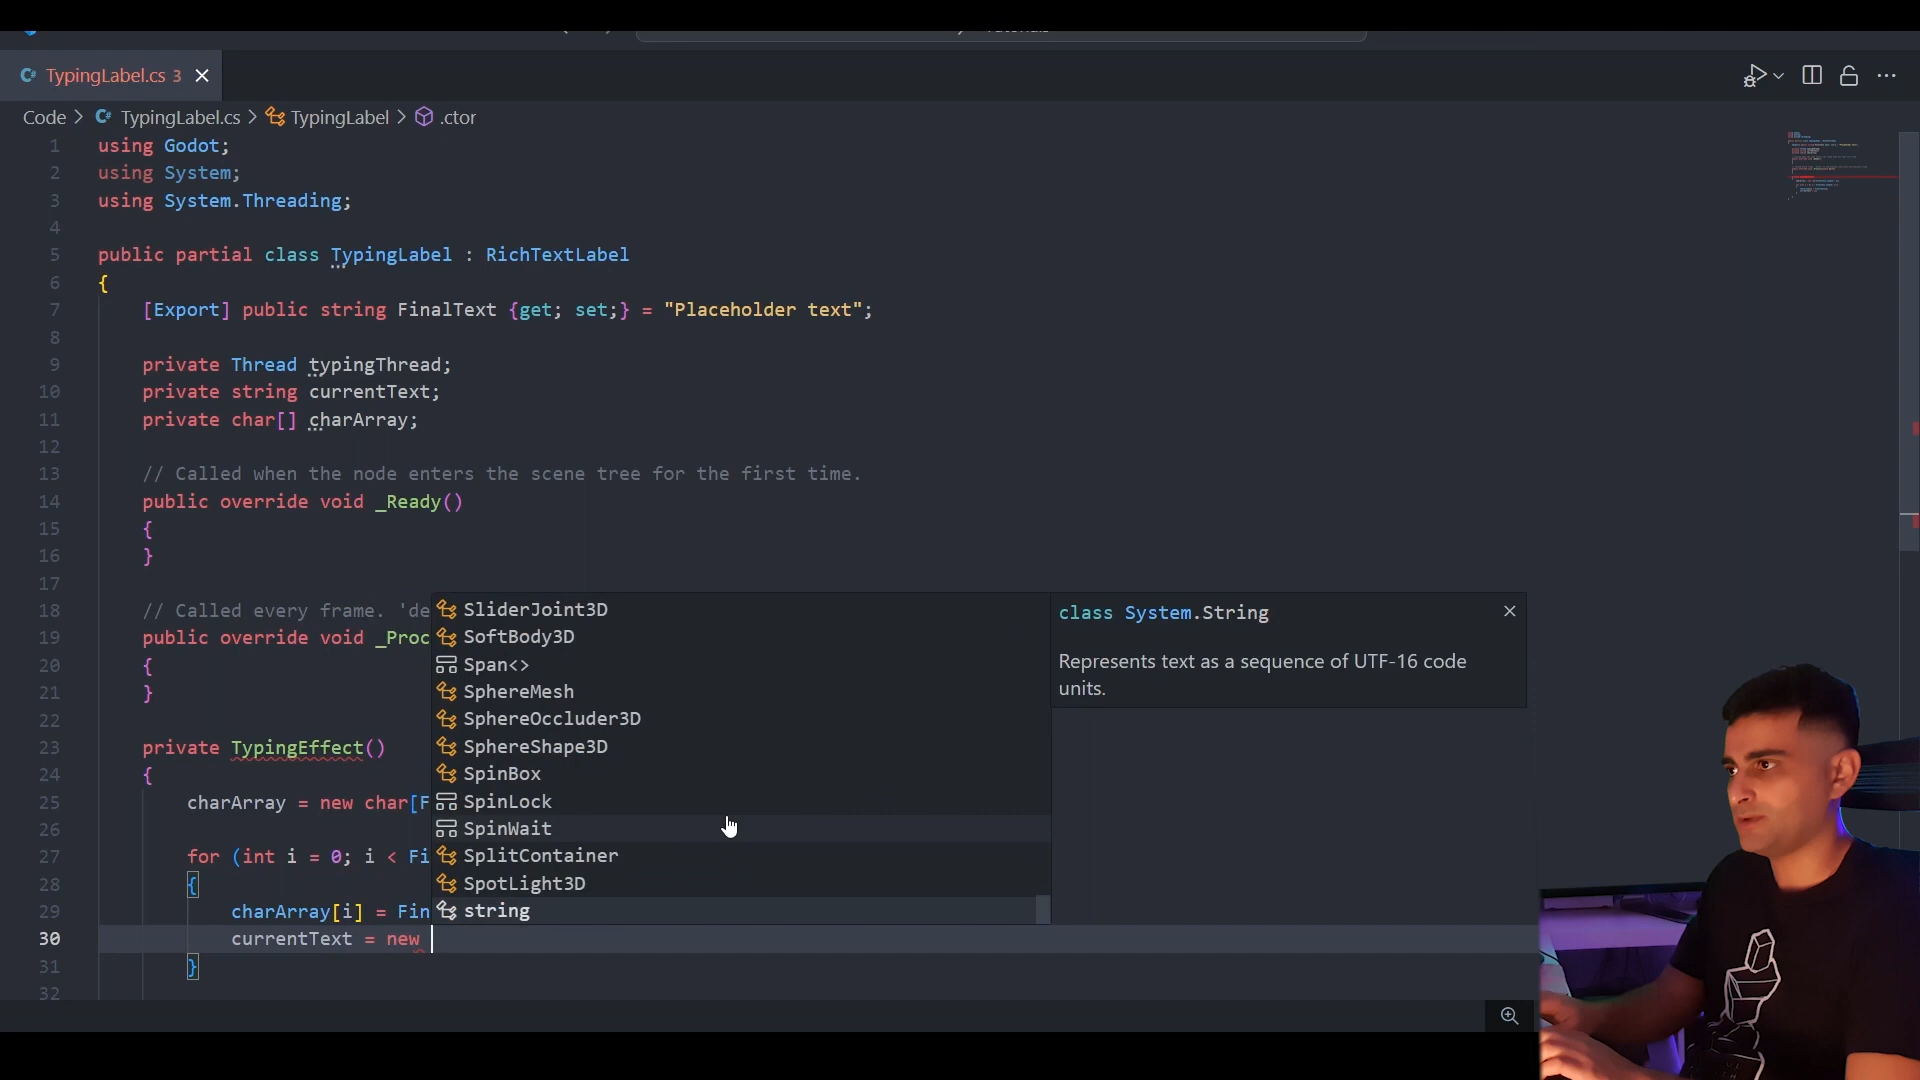 TypingLabel.cs 3
Code > TypingLabel.cs > TypingLabel > .ctor
1 using Godot;
2 using System;
3 using System.Threading;
4
5 public partial class TypingLabel : RichTextLabel
6 {
7 [Export] public string FinalText {get; set;} = "Placeholder text";
8
9 private Thread typingThread;
10 private string currentText;
11 private char[] charArray;
12
13 // Called when the node enters the scene tree for the first time.
14 public override void _Ready()
15 {
16 }
17
18 // Called every frame. 'de
19 public override void _Proc
20 {
21 }
22
23 private TypingEffect()
24 {
25 charArray = new char[F
26
27 for (int i = 0; i < Fi
28 {
29 charArray[i] = Fin
30 currentText = new
31 }
32
SliderJoint3D
SoftBody3D
Span<>
SphereMesh
SphereOccluder3D
SphereShape3D
SpinBox
SpinLock
SpinWait
SplitContainer
SpotLight3D
string
class System.String
Represents text as a sequence of UTF-16 code
units.